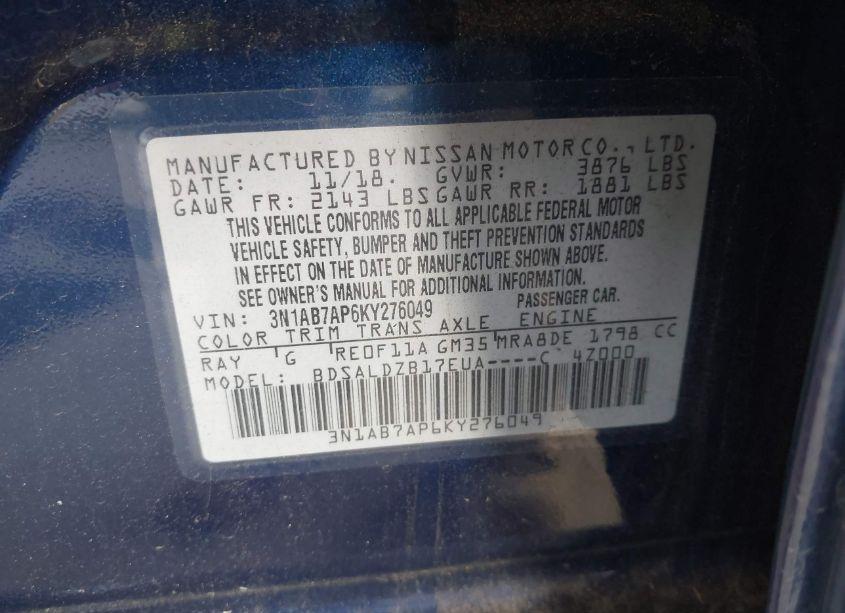 MANUFACTURED BY NISSAN MOTOR CO., LTD.
DATE: 11/18. GVWR: 3876 LBS
GAWR FR: 2143 LBS GAWR RR: 1881 LBS
THIS VEHICLE CONFORMS TO ALL APPLICABLE FEDERAL MOTOR
VEHICLE SAFETY, BUMPER AND THEFT PREVENTION STANDARDS
IN EFFECT ON THE DATE OF MANUFACTURE SHOWN ABOVE.
SEE OWNER'S MANUAL FOR ADDITIONAL INFORMATION.
VIN: 3N1AB7AP6KY276049 PASSENGER CAR.
COLOR TRIM TRANS AXLE ENGINE
RAY G RE0F11A GM35 MRA8DE 1798 CC
MODEL: BDSALDZB17EUA----C 4Z000
3N1AB7AP6KY276049